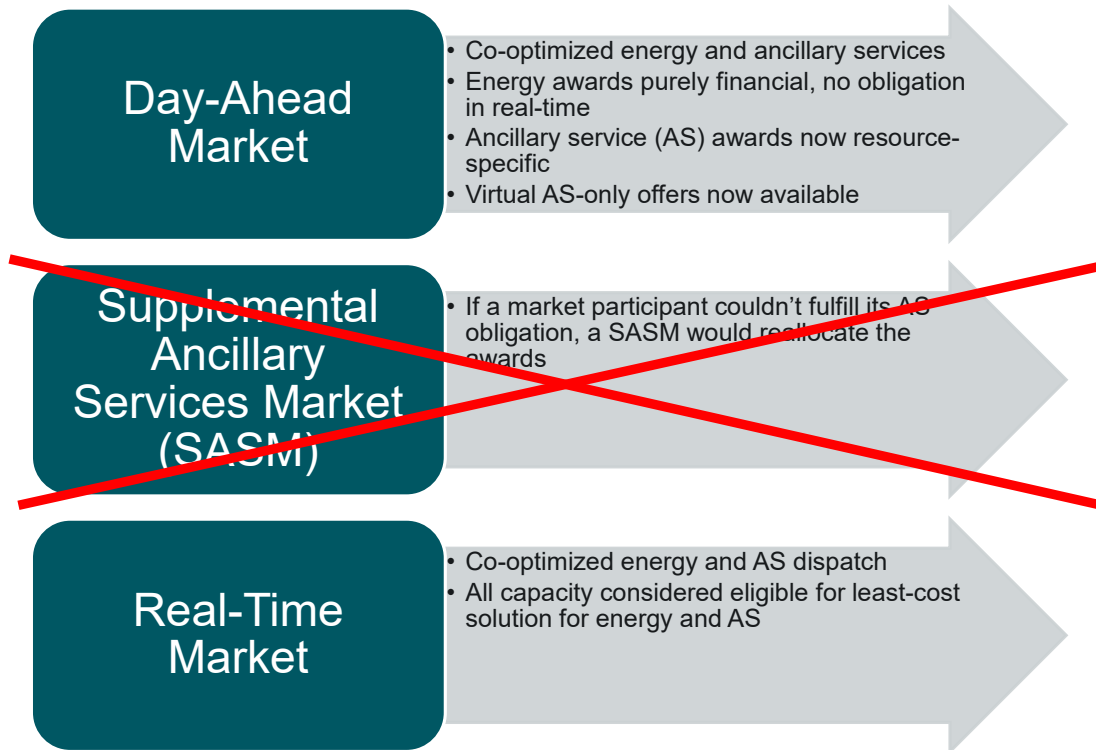 Day-Ahead
Market
• Co-optimized energy and ancillary services
• Energy awards purely financial, no obligation
in real-time
• Ancillary service (AS) awards now resource-
specific
• Virtual AS-only offers now available
Supplemental
Ancillary
Services Market
(SASM)
• If a market participant couldn’t fulfill its AS
obligation, a SASM would reallocate the
awards
Real-Time
Market
• Co-optimized energy and AS dispatch
• All capacity considered eligible for least-cost
solution for energy and AS